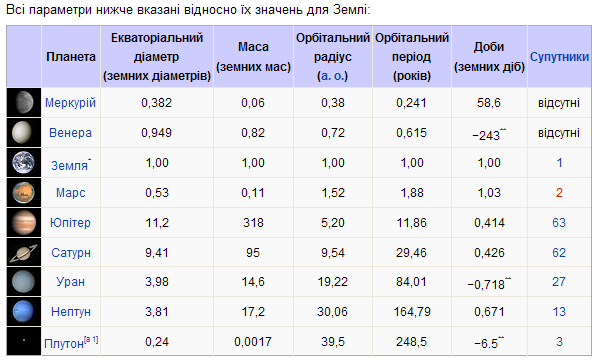 Всі параметри нижче вказані відносно їх значень для Землі:
Планета Екваторіальний діаметр (земних діаметрів) Маса (земних мас) Орбітальний радіус (а. о.) Орбітальний період (років) Доби (земних діб) Супутники
Меркурій 0,382 0,06 0,38 0,241 58,6 відсутні
Венера 0,949 0,82 0,72 0,615 −243** відсутні
Земля* 1,00 1,00 1,00 1,00 1,00 1
Марс 0,53 0,11 1,52 1,88 1,03 2
Юпітер 11,2 318 5,20 11,86 0,414 63
Сатурн 9,41 95 9,54 29,46 0,426 62
Уран 3,98 14,6 19,22 84,01 −0,718** 27
Нептун 3,81 17,2 30,06 164,79 0,671 13
Плутон[a 1] 0,24 0,0017 39,5 248,5 −6.5** 3